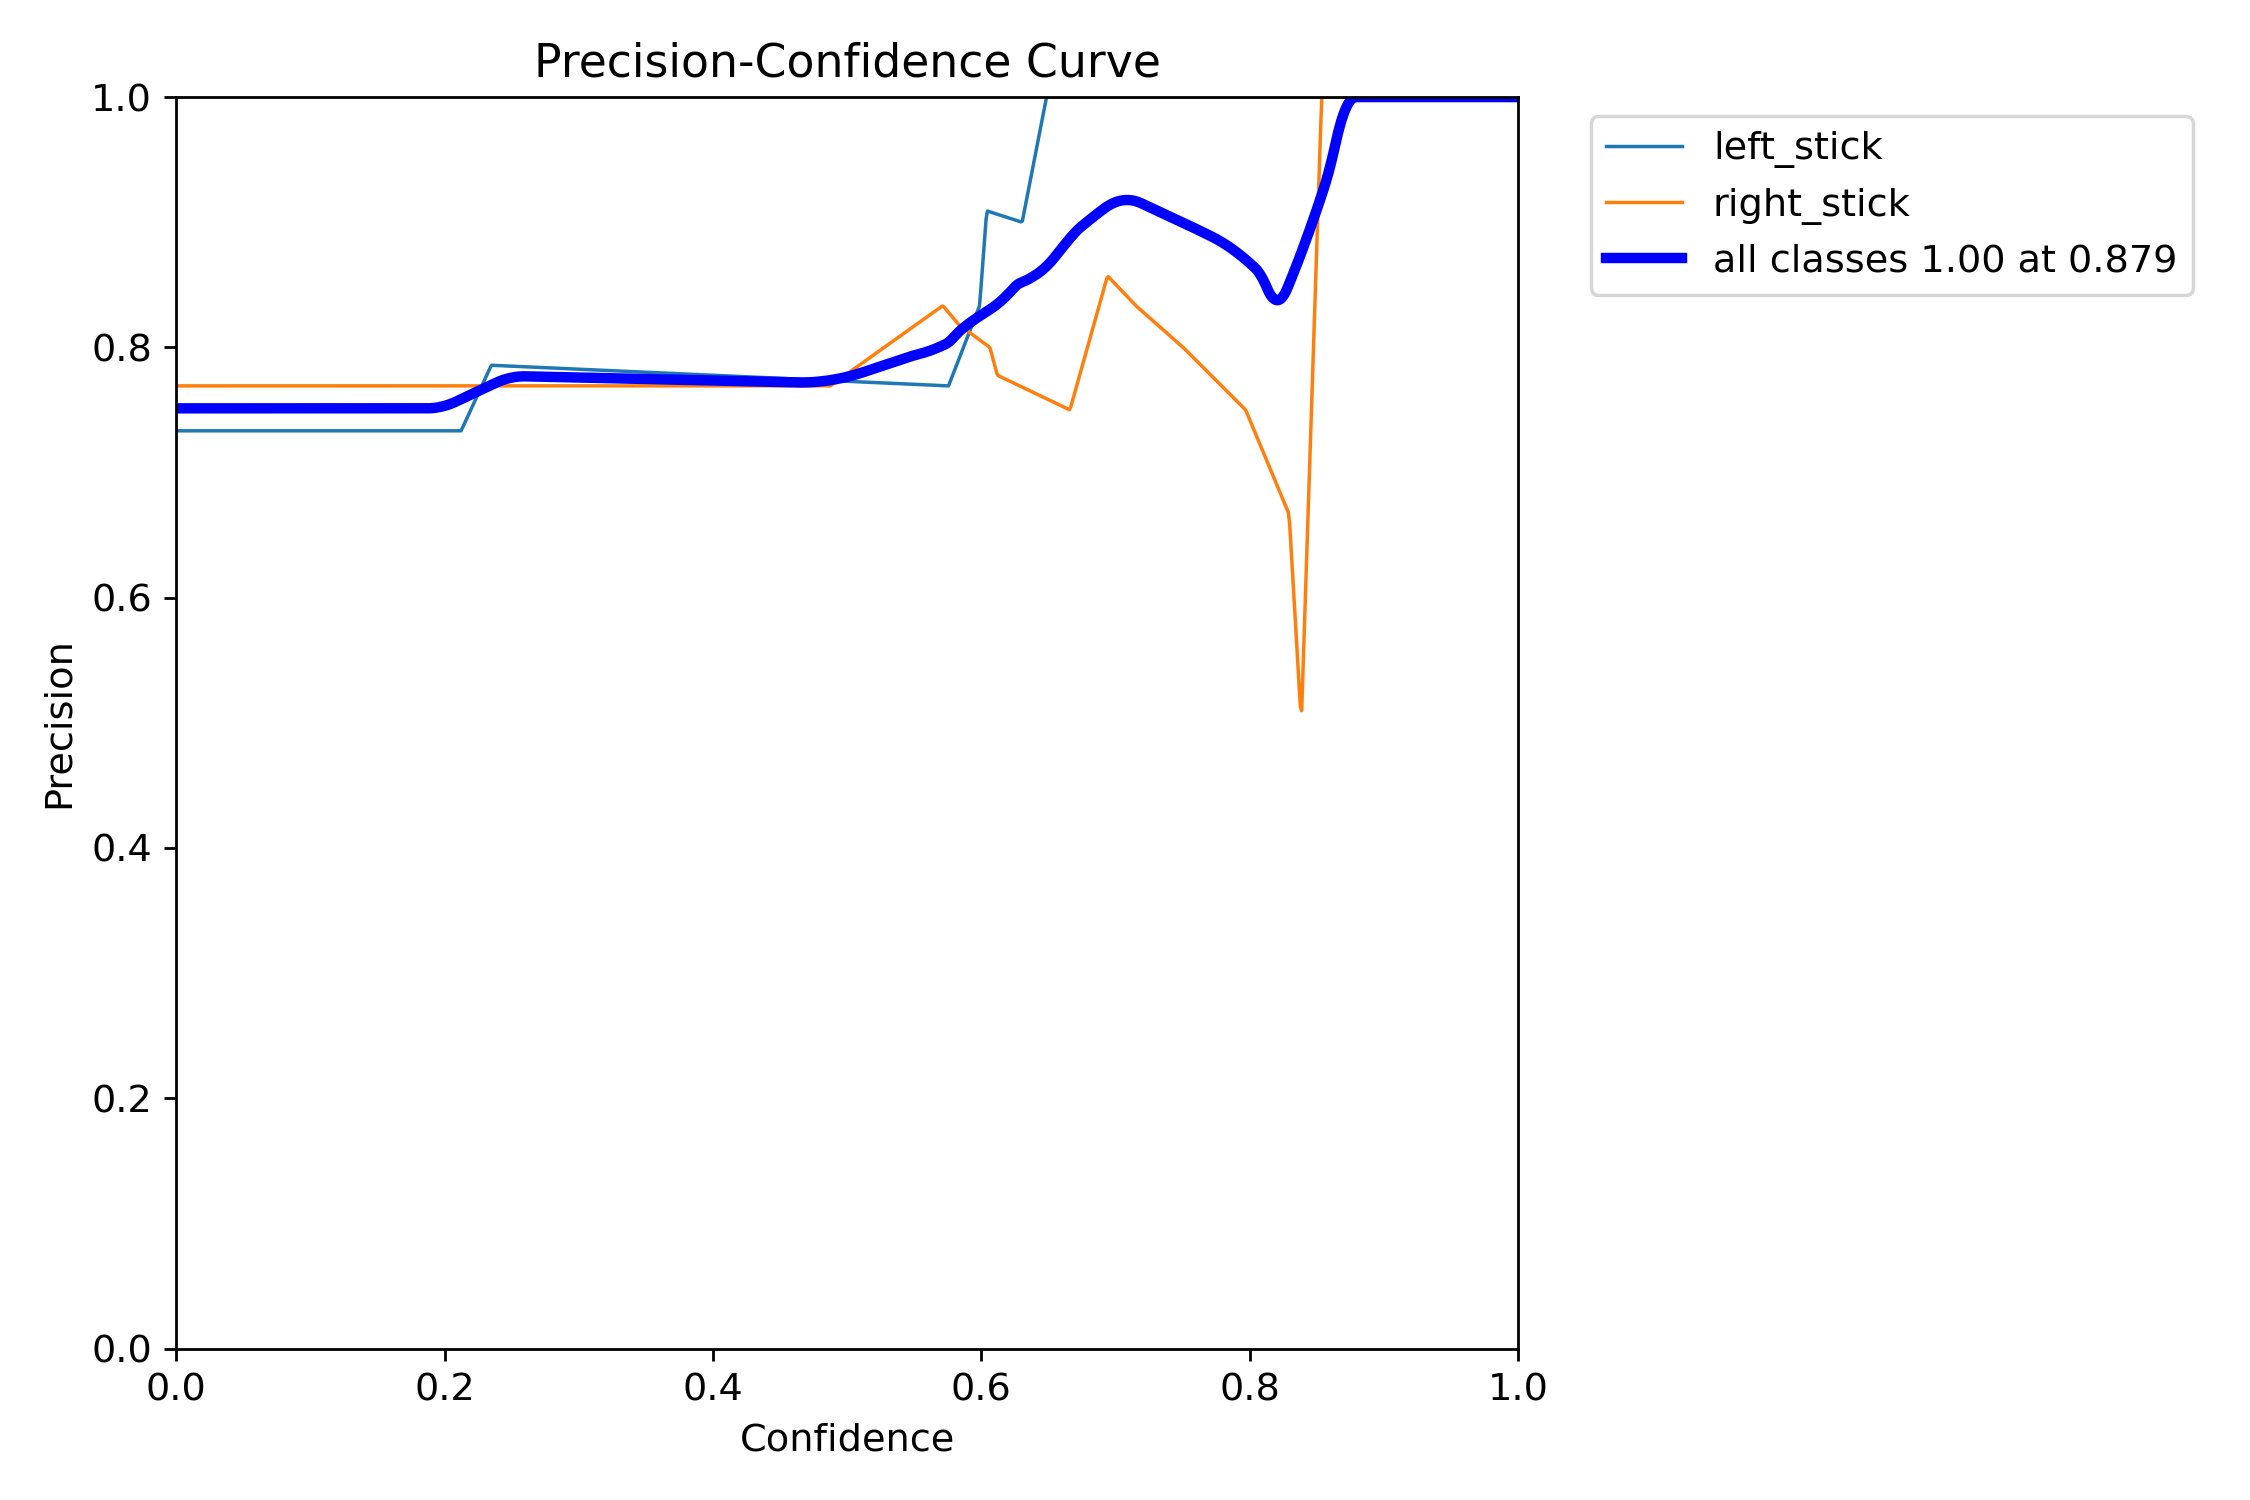 Precision-Confidence Curve
1.0
0.8
0.6
0.4
0.2
0.0
Precision
0.0 0.2 0.4 0.6 0.8 1.0
Confidence
left_stick
right_stick
all classes 1.00 at 0.879